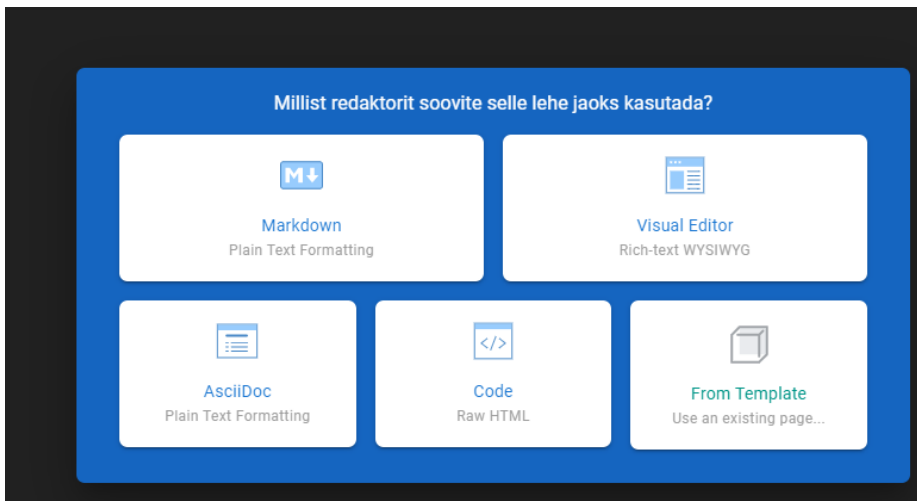 Millist redaktorit soovite selle lehe jaoks kasutada?
M
Markdown
Plain Text Formatting
Visual Editor
Rich-text WYSIWYG
AsciiDoc
Plain Text Formatting
</>
Code
Raw HTML
From Template
Use an existing page...